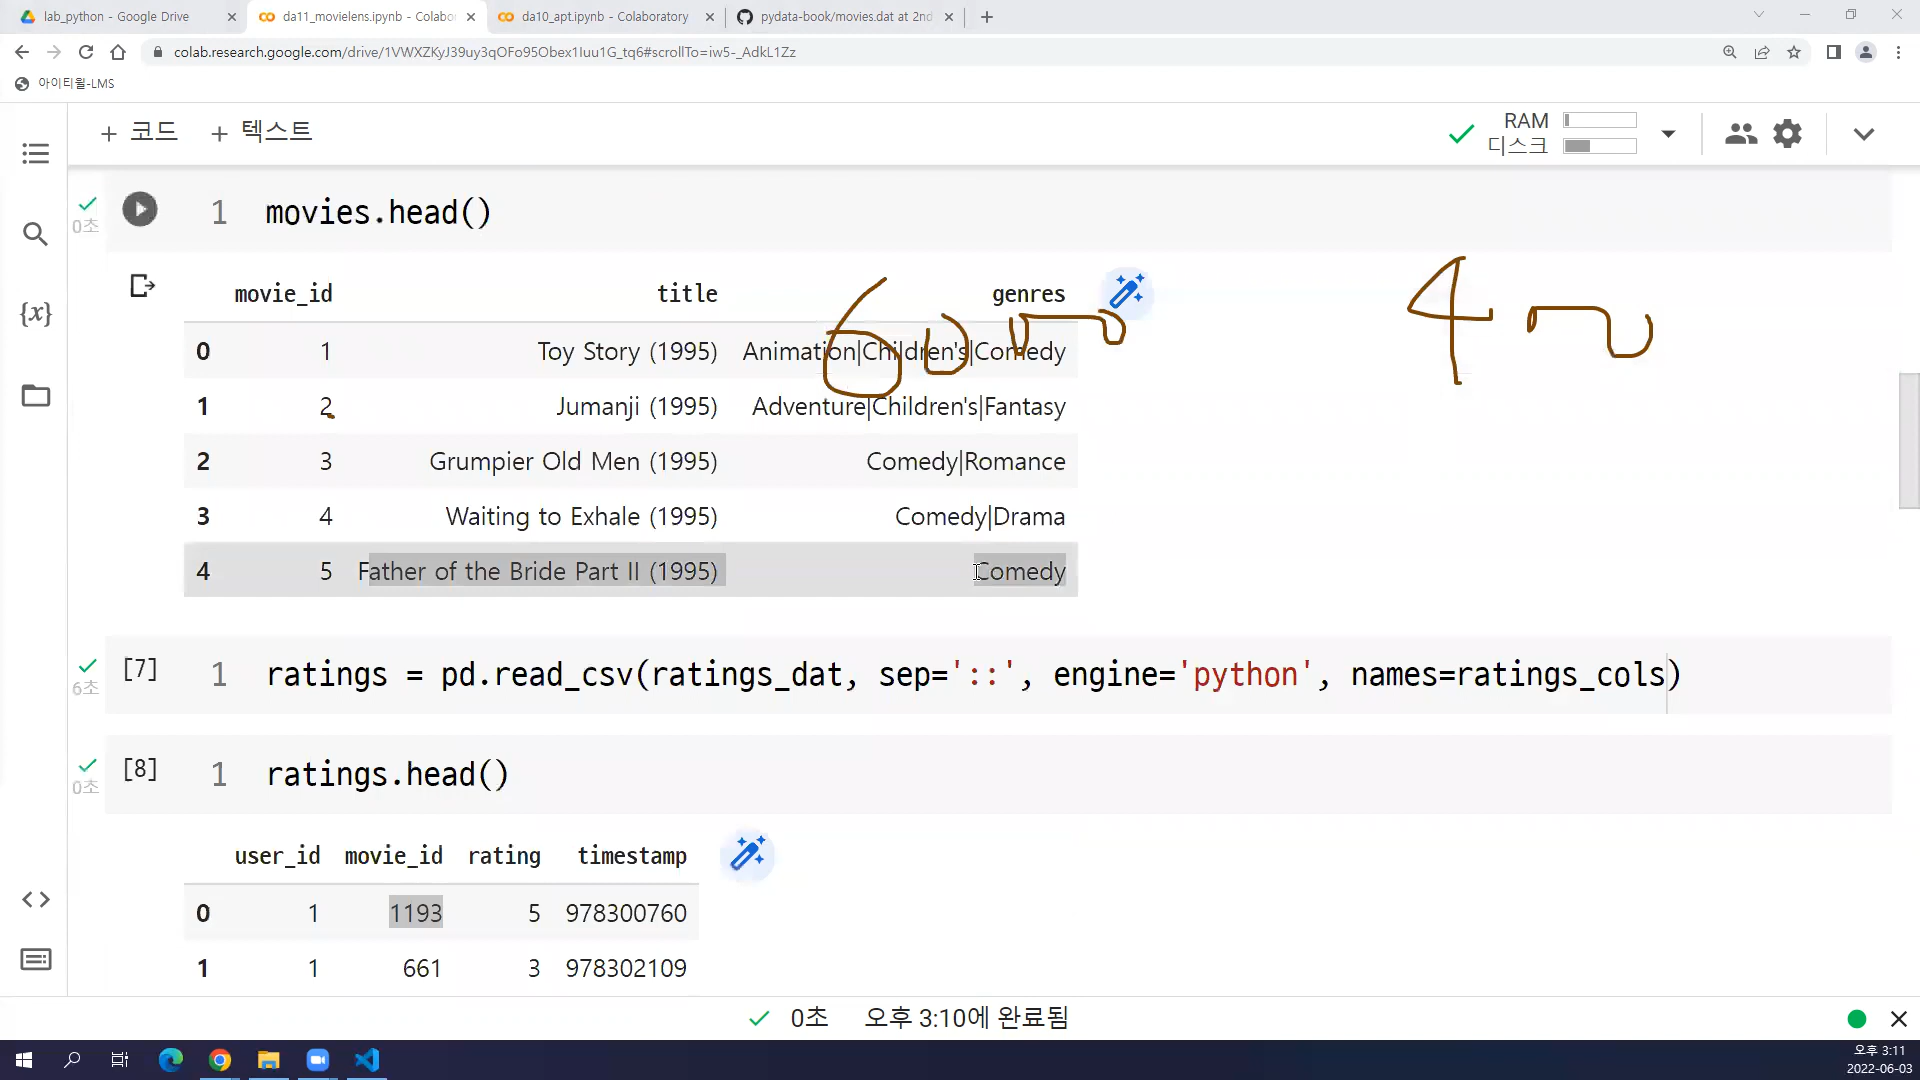 lab_python - Google Drive
da11_movielens.ipynb - Colabor
da10_apt.ipynb - Colaboratory
pydata-book/movies.dat at 2nd
colab.research.google.com/drive/1VWXZKyJ39uy3qOFo95Obex1Iuu1G_tq6#scrollTo=iw5-_AdkL1Zz
아이티윌-LMS
+ 코드 + 텍스트
RAM
디스크
0초
1 movies.head()
movie_id title genres
0 1 Toy Story (1995) Animation|Children's|Comedy
1 2 Jumanji (1995) Adventure|Children's|Fantasy
2 3 Grumpier Old Men (1995) Comedy|Romance
3 4 Waiting to Exhale (1995) Comedy|Drama
4 5 Father of the Bride Part II (1995) Comedy
6초
[7] 1 ratings = pd.read_csv(ratings_dat, sep='::', engine='python', names=ratings_cols)
0초
[8] 1 ratings.head()
user_id movie_id rating timestamp
0 1 1193 5 978300760
1 1 661 3 978302109
0초 오후 3:10에 완료됨
오후 3:11
2022-06-03